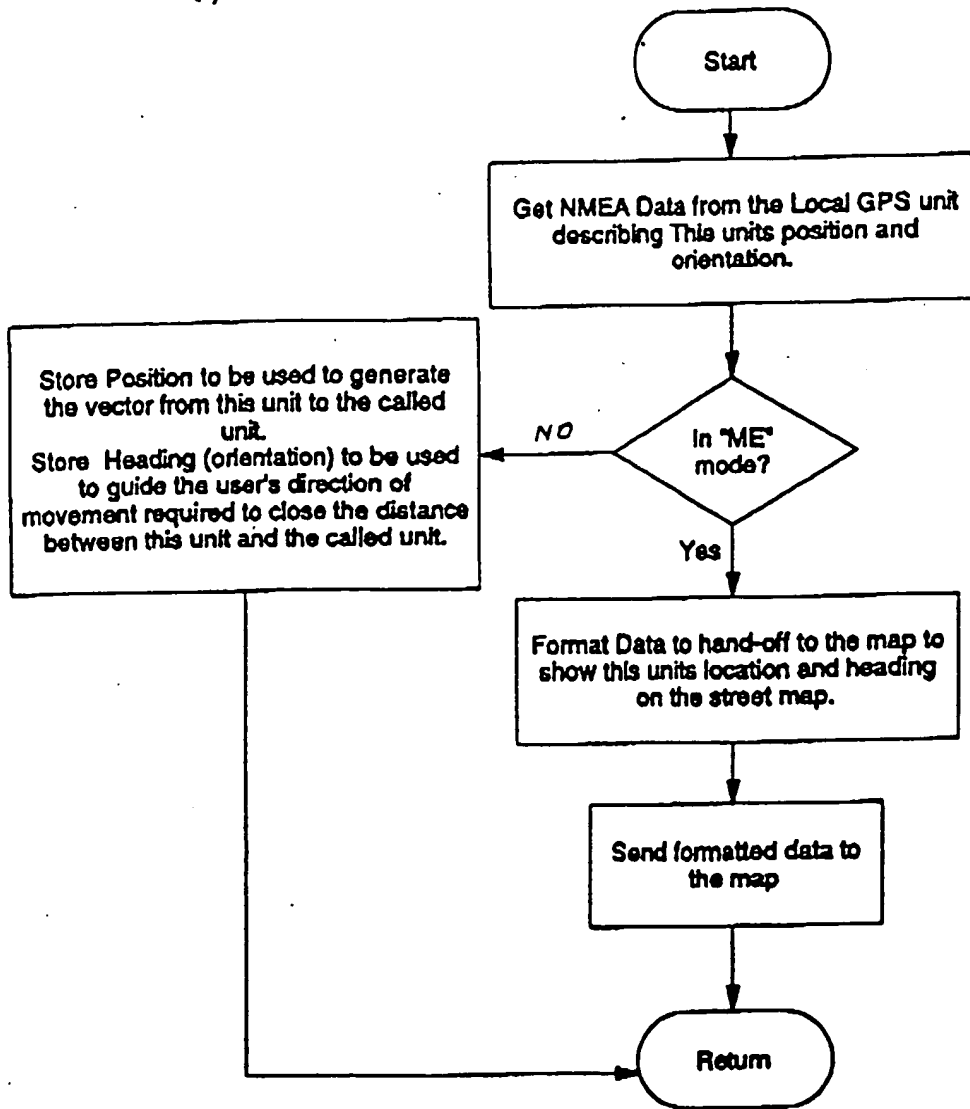 Start
Get NMEA Data from the Local GPS unit
describing This units position and
orientation.
Store Position to be used to generate
the vector from this unit to the called
unit.
Store Heading (orientation) to be used
to guide the user's direction of
movement required to close the distance
between this unit and the called unit.
NO
In "ME"
mode?
Yes
Format Data to hand-off to the map to
show this units location and heading
on the street map.
Send formatted data to
the map
Return